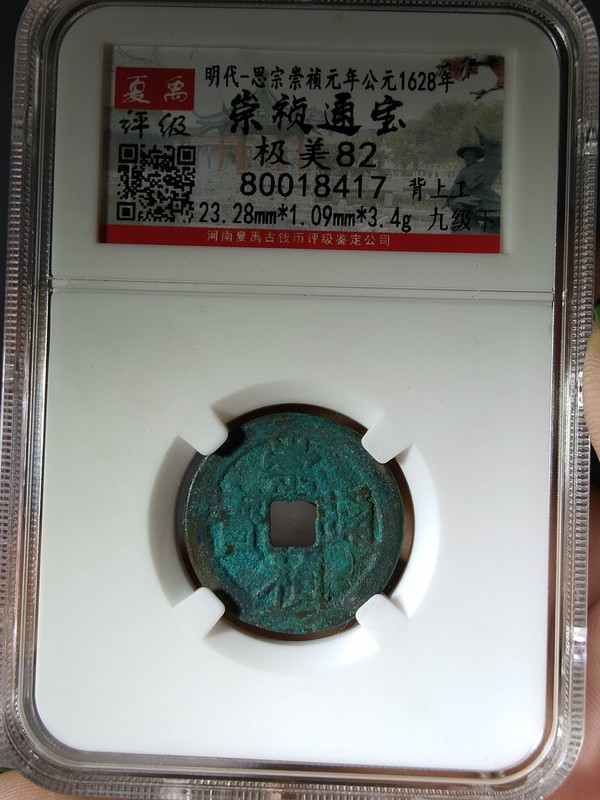 夏禹
评级
明代-思宗崇祯元年公元1628年
崇祯通宝
极美82
80018417 背上工
23.28mm*1.09mm*3.4g 九级下
河南夏禹古钱币评级鉴定公司